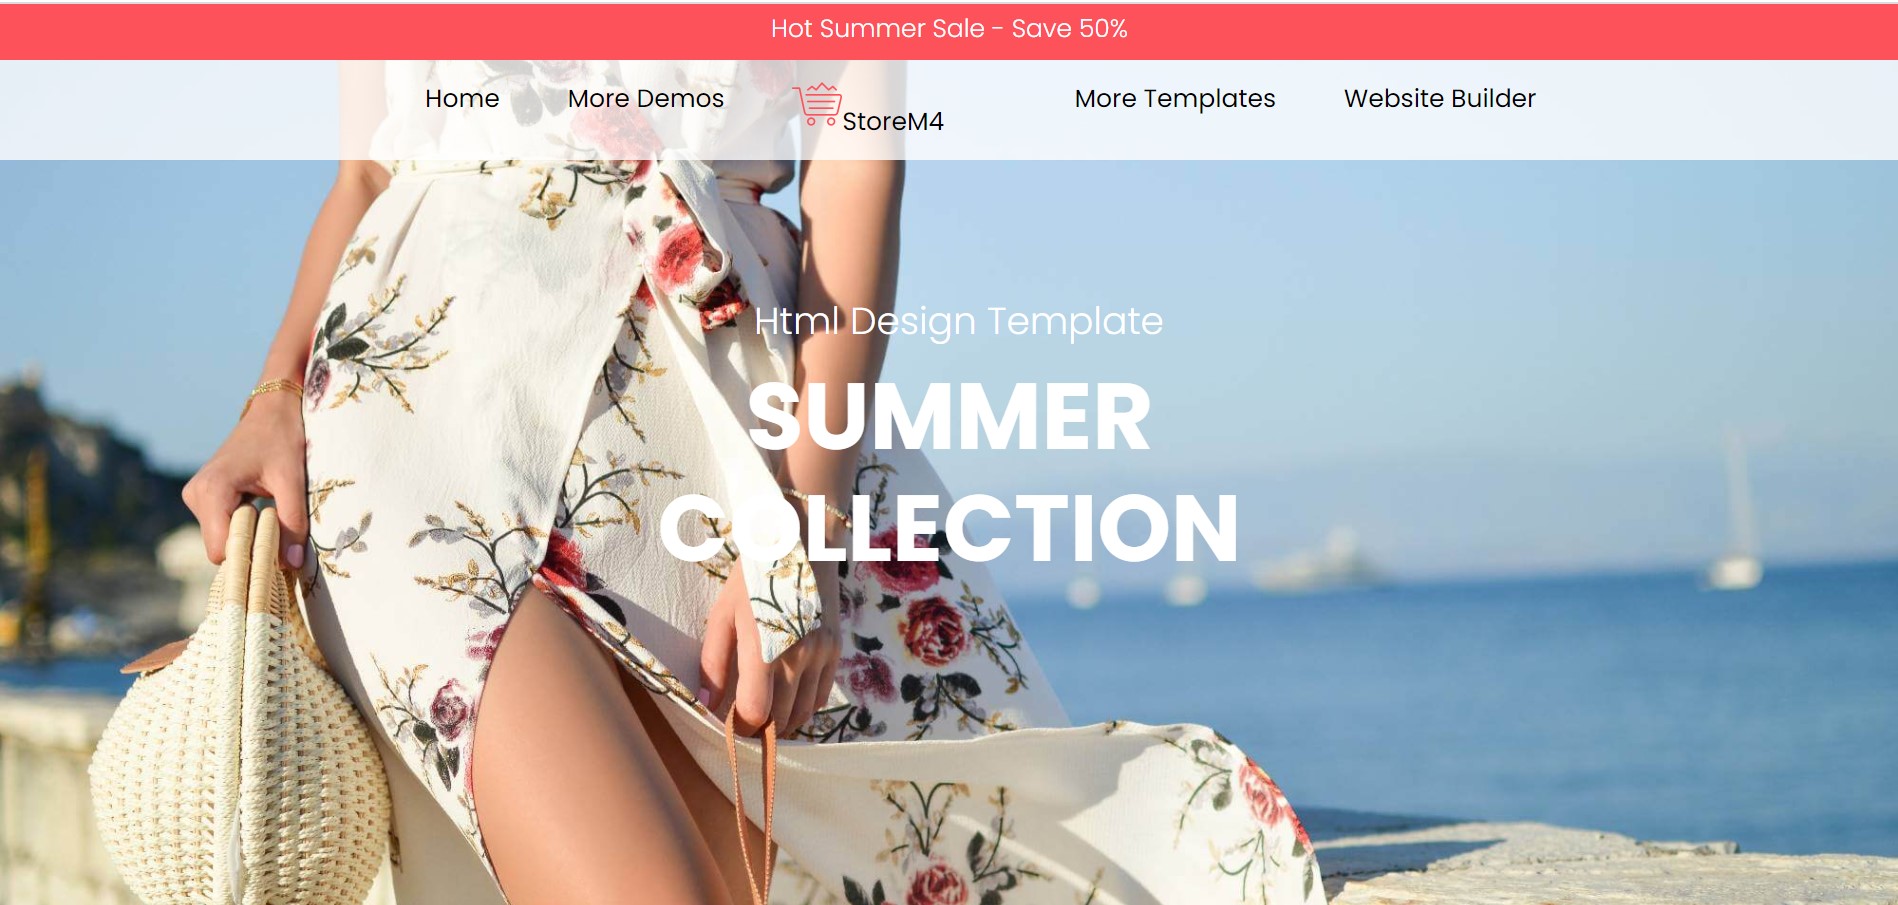 Hot Summer Sale - Save 50%
Home
More Demos
StoreM4
More Templates
Website Builder
Html Design Template
SUMMER
COLLECTION